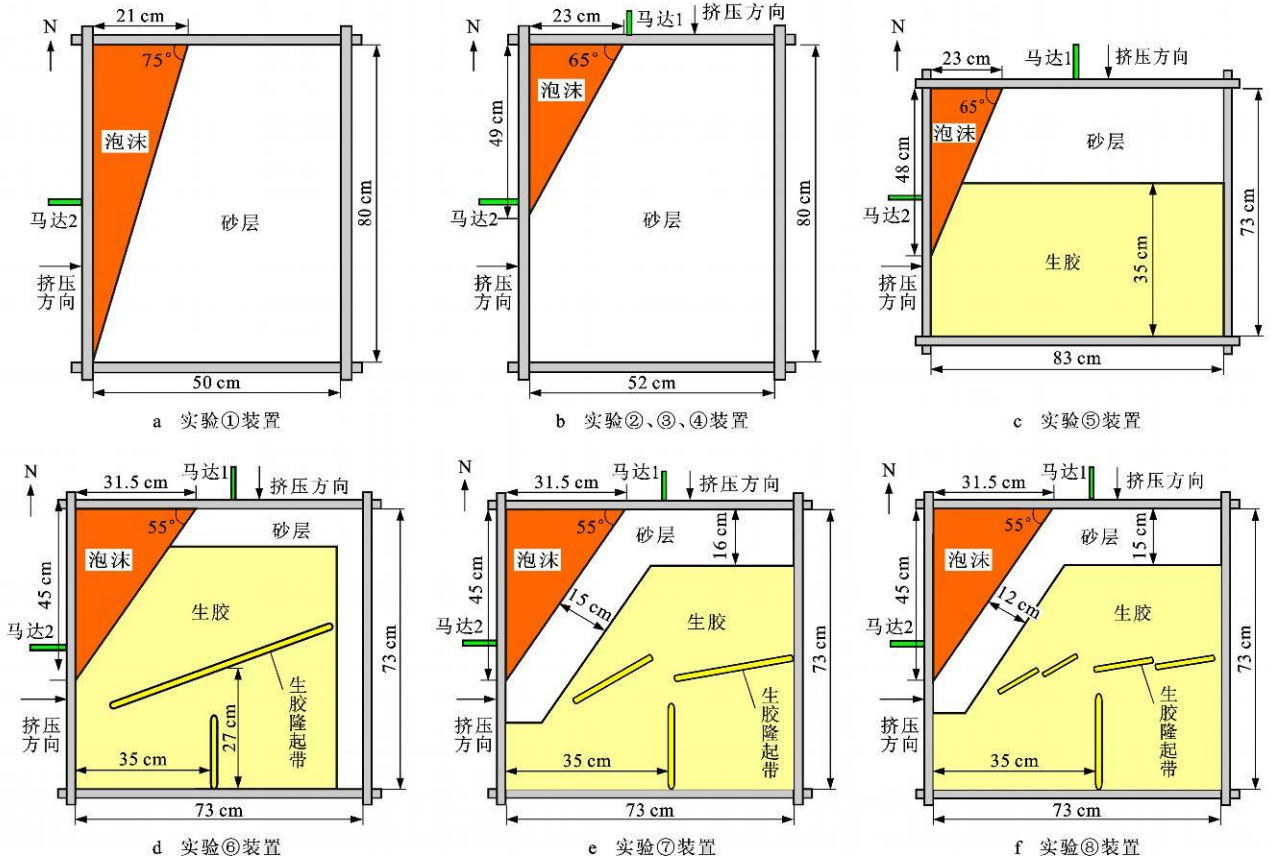 N
21 cm
75°
泡沫
马达2
挤压
方向
砂层
80 cm
50 cm
a 实验①装置
N
23 cm
马达1
挤压方向
65°
泡沫
49 cm
马达2
挤压
方向
砂层
80 cm
52 cm
b 实验②、③、④装置
N
23 cm
马达1
挤压方向
65°
泡沫
48 cm
砂层
马达2
挤压
方向
生胶
35 cm
73 cm
83 cm
c 实验⑤装置
N
31.5 cm
马达1
挤压方向
55°
砂层
泡沫
45 cm
生胶
马达2
挤压
方向
生胶隆起带
27 cm
35 cm
73 cm
73 cm
d 实验⑥装置
N
31.5 cm
马达1
挤压方向
55°
砂层
16 cm
泡沫
45 cm
15 cm
生胶
马达2
挤压
方向
生胶隆起带
35 cm
73 cm
73 cm
e 实验⑦装置
N
31.5 cm
马达1
挤压方向
55°
砂层
15 cm
泡沫
45 cm
12 cm
生胶
马达2
挤压
方向
生胶隆起带
35 cm
73 cm
73 cm
f 实验⑧装置